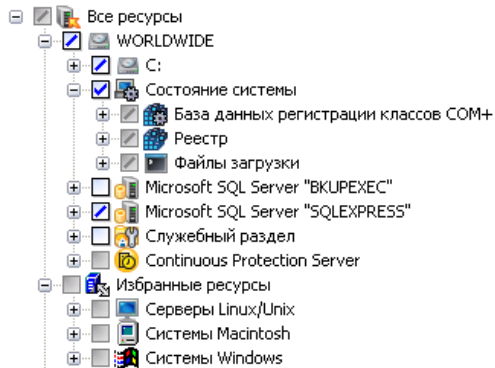 Все ресурсы
WORLDWIDE
C:
Состояние системы
База данных регистрации классов COM+
Реестр
Файлы загрузки
Microsoft SQL Server "BKUPEXEC"
Microsoft SQL Server "SQLEXPRESS"
Служебный раздел
Continuous Protection Server
Избранные ресурсы
Серверы Linux/Unix
Системы Macintosh
Системы Windows